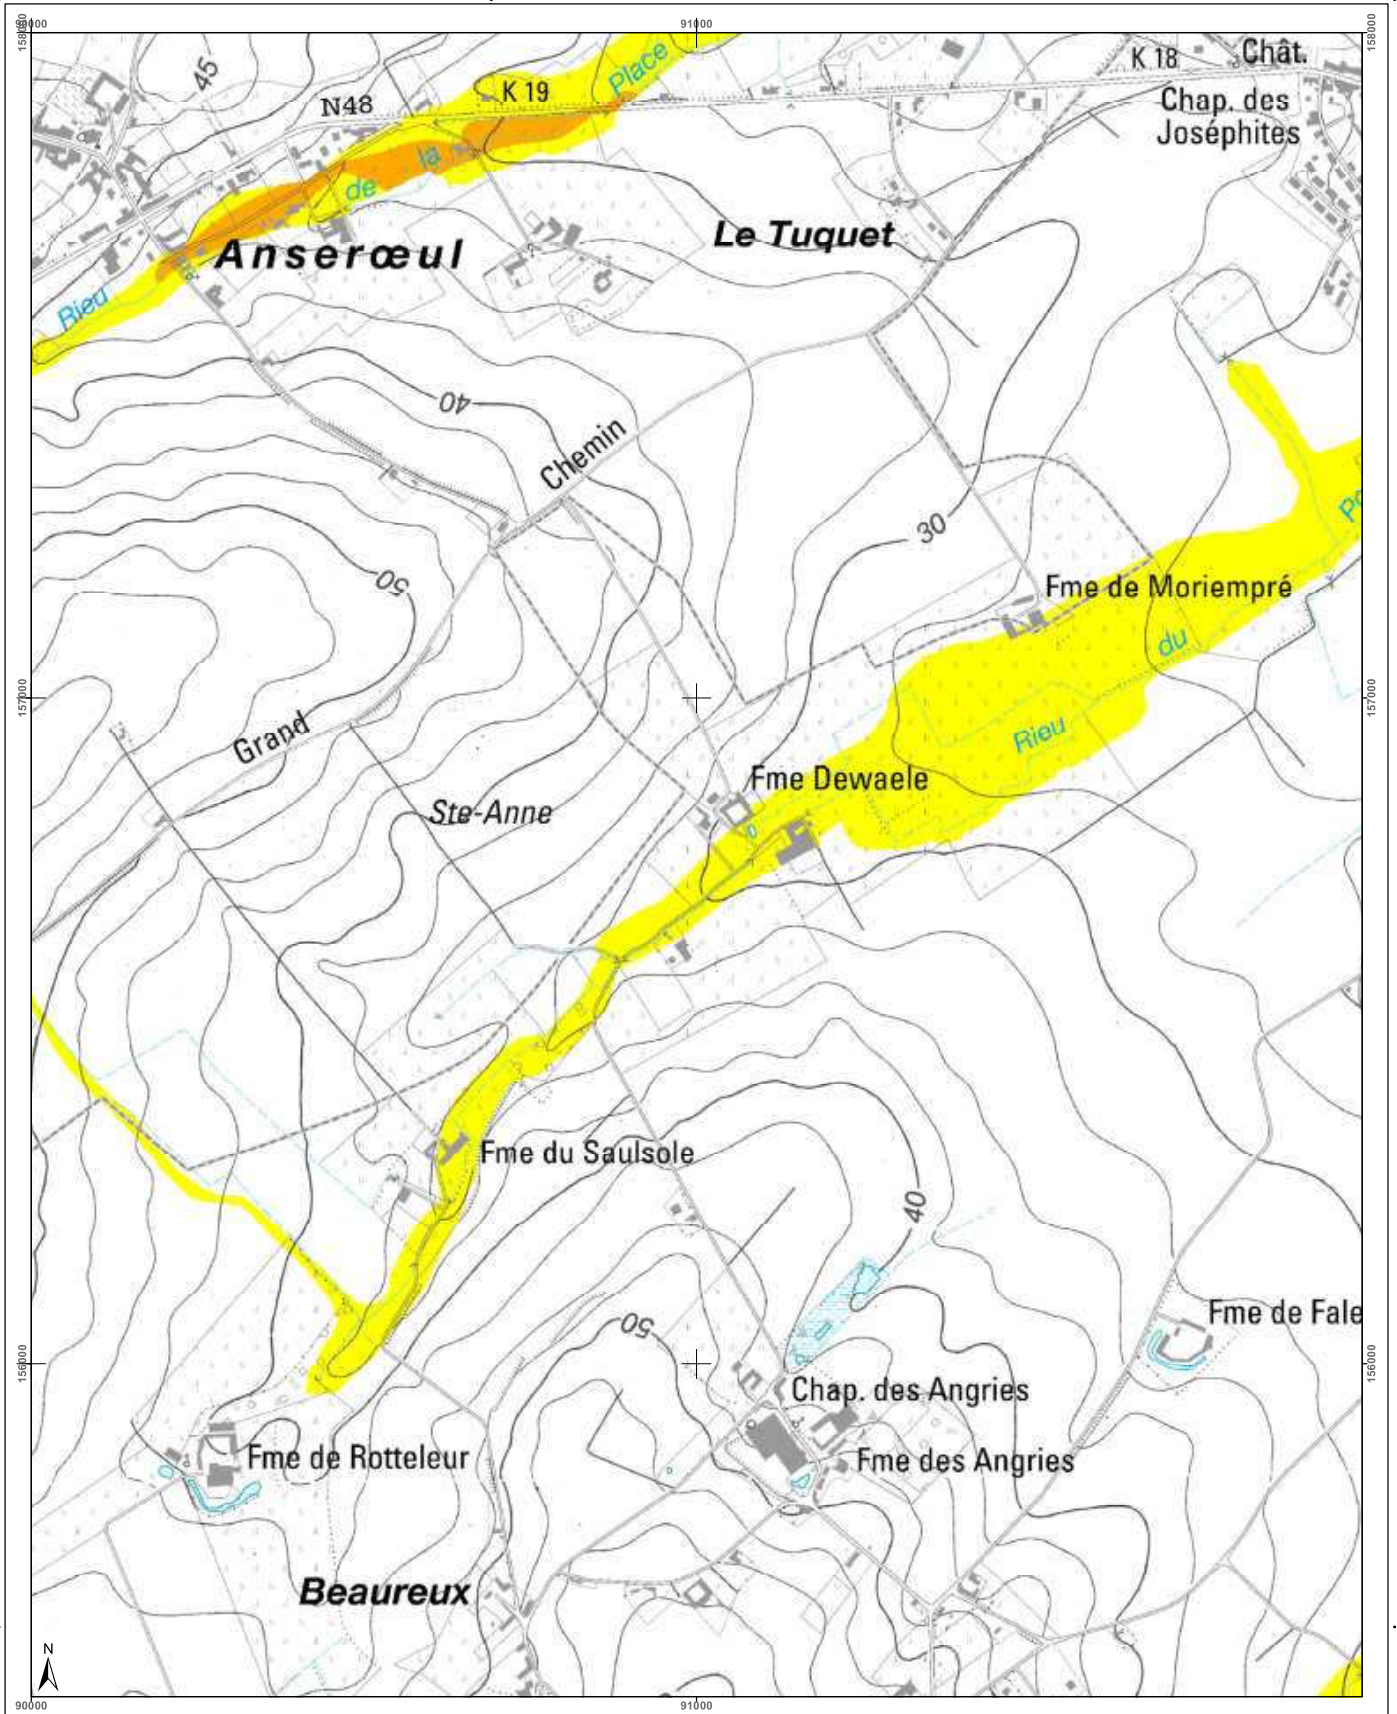 90000
91000
158000
158000
45
N48
K 19
Place
K 18
Chât.
Chap. des
Joséphites
de
la
Anserœul
Le Tuquet
Rieu
40
Chemin
30
50
Fme de Moriempré
du
157000
157000
Grand
Rieu
Fme Dewaele
Ste-Anne
Fme du Saulsole
40
50
Fme de Fale
156000
156000
Chap. des Angries
Fme de Rotteleur
Fme des Angries
Beaureux
N
90000
91000